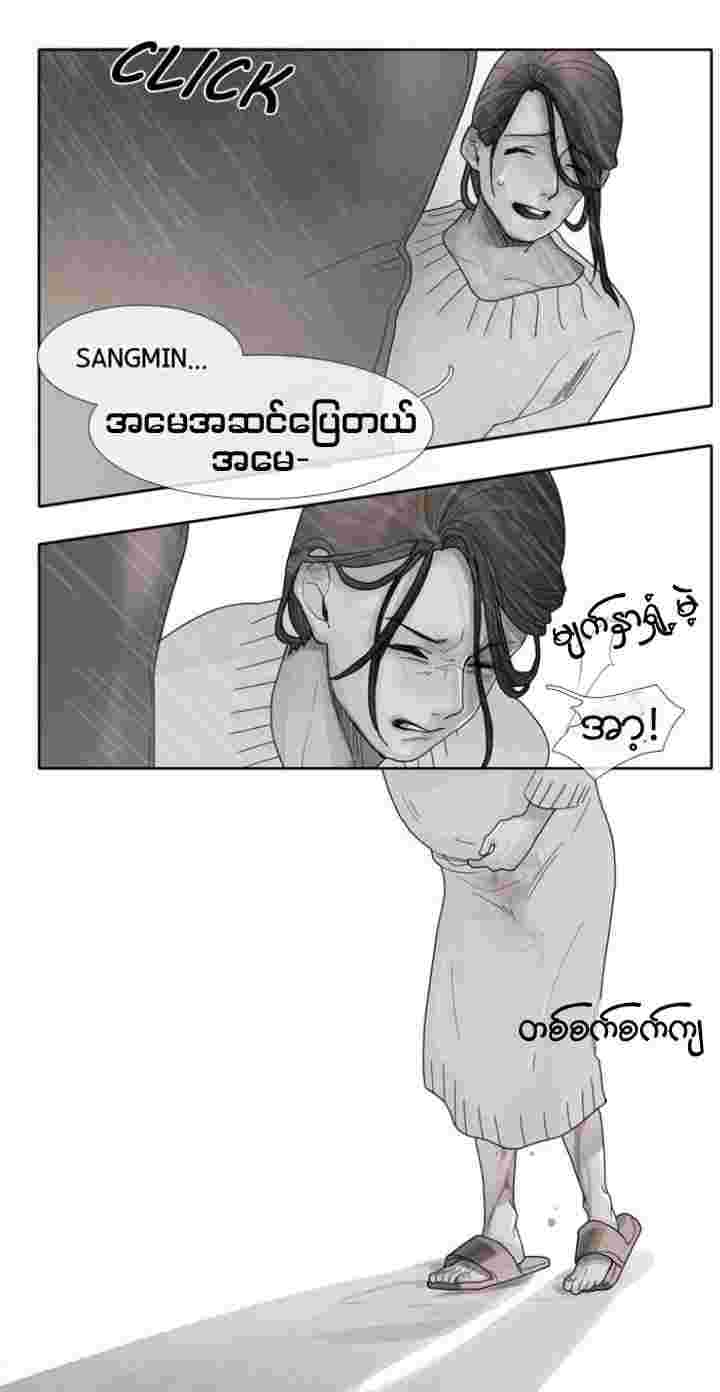 CLICK
SANGMIN...
အမေအဆင်ပြေတယ်
အမေ-
မျက်နှာရှုံ့မဲ့
အာ့!
တစ်စက်စက်ကျ